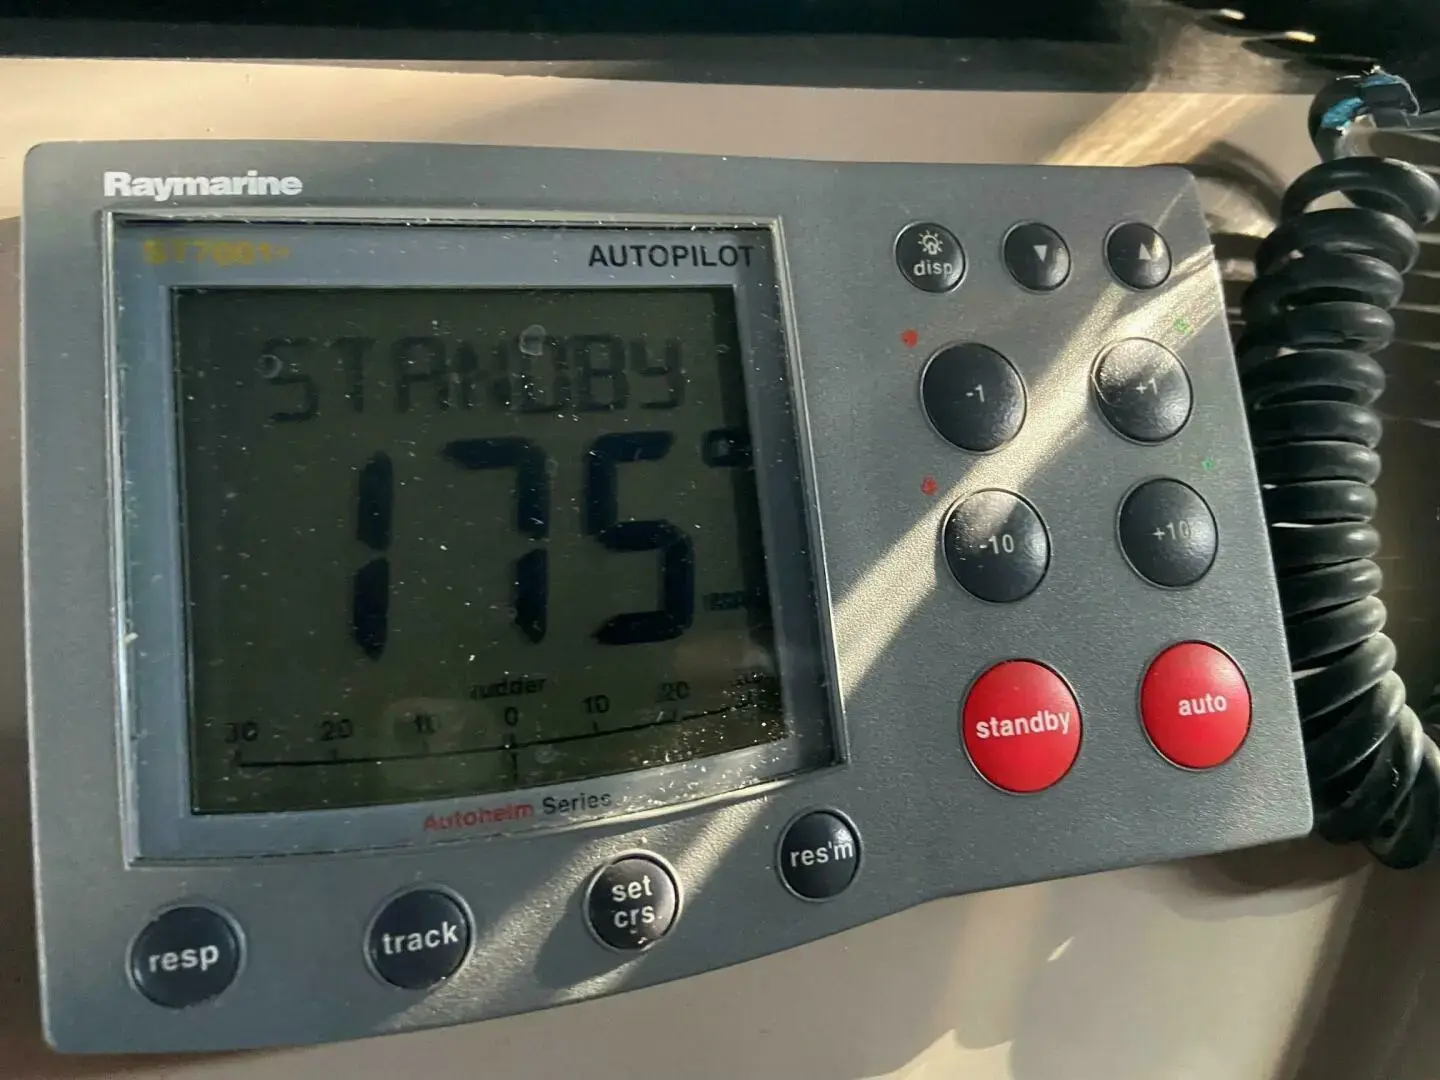 Raymarine
ST7001+
AUTOPILOT
STANDBY
175°
rudder
30 20 10 0 10 20
Autohelm Series
disp
-1
+1
-10
+10
standby
auto
resp
track
set
crs
res'm